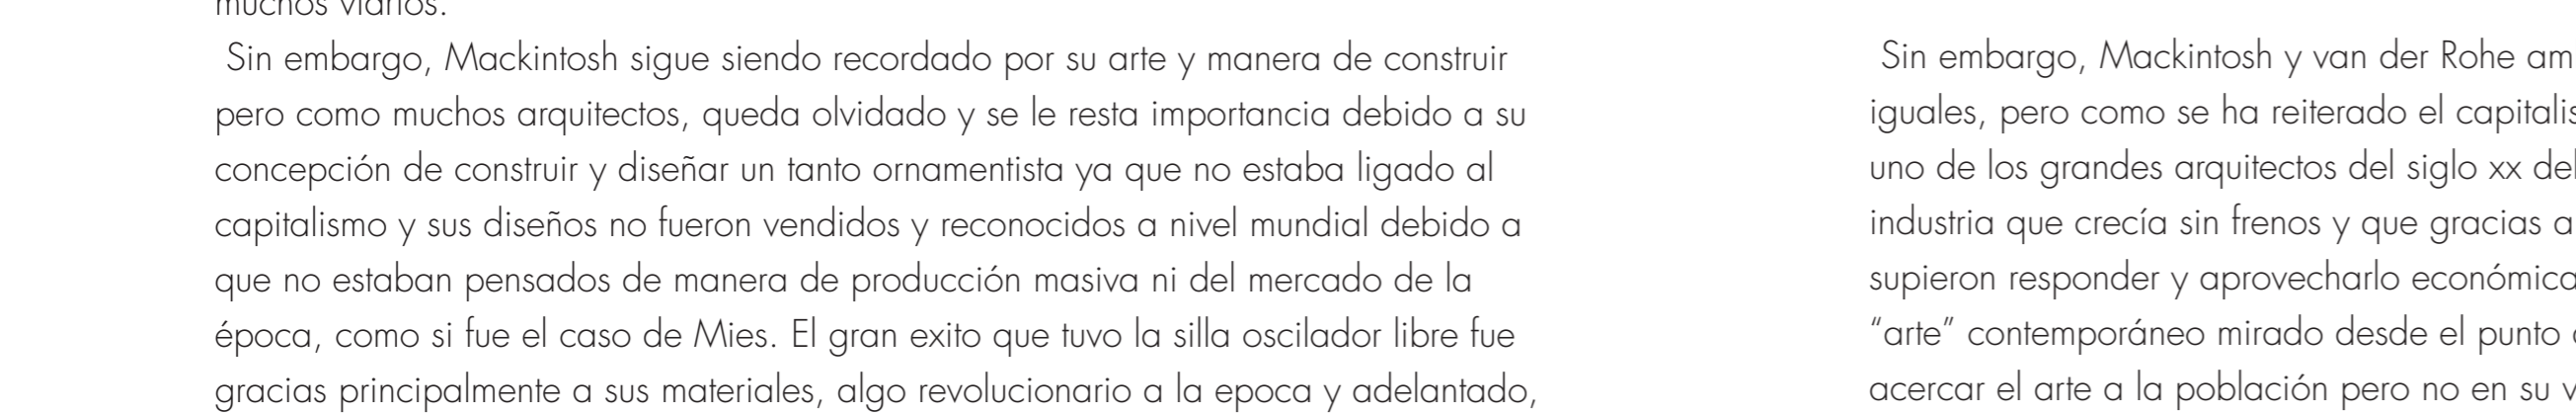 muchos viarios.
Sin embargo, Mackintosh sigue siendo recordado por su arte y manera de construir
pero como muchos arquitectos, queda olvidado y se le resta importancia debido a su
concepción de construir y diseñar un tanto ornamentista ya que no estaba ligado al
capitalismo y sus diseños no fueron vendidos y reconocidos a nivel mundial debido a
que no estaban pensados de manera de producción masiva ni del mercado de la
época, como si fue el caso de Mies. El gran exito que tuvo la silla oscilador libre fue
gracias principalmente a sus materiales, algo revolucionario a la epoca y adelantado,
Sin embargo, Mackintosh y van der Rohe
iguales, pero como se ha reiterado el
uno de los grandes arquitectos del siglo xx
industria que crecía sin frenos y que gracias a
supieron responder y aprovecharlo
“arte” contemporáneo mirado desde el punto
acercar el arte a la población pero no en su